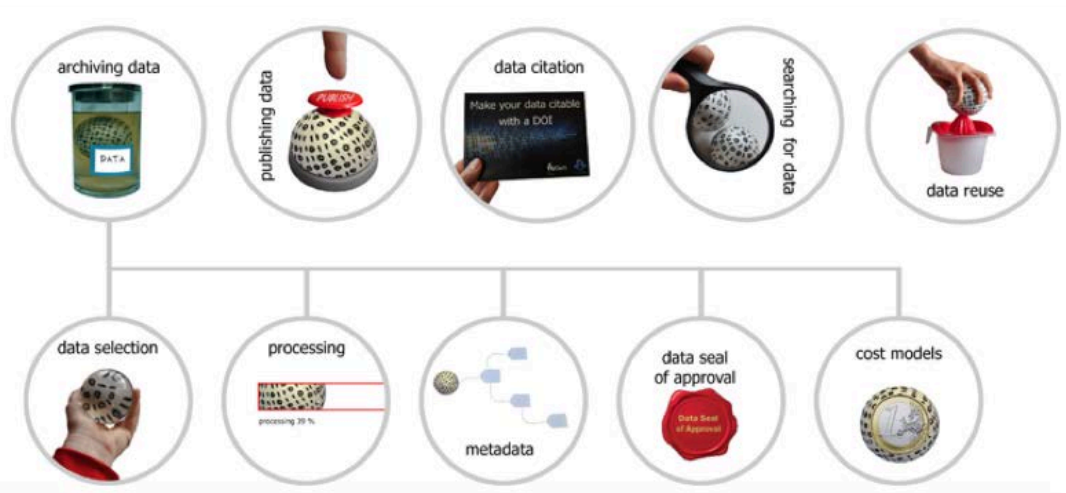 archiving data
DATA
publishing data
PUBLISH
data citation
Make your data citable
with a DOI
searching for data
data reuse
data selection
processing
processing 39 %
metadata
data seal
of approval
Data Seal
of Approval
cost models
1